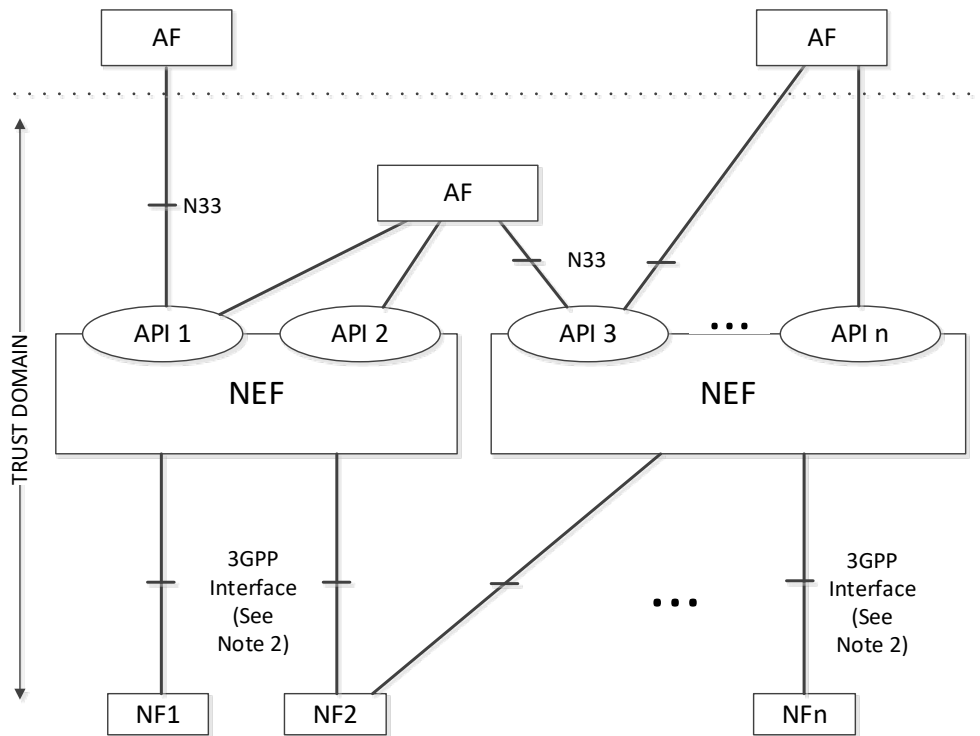 AF
AF
AF
N33
N33
API 1
API 2
API 3
...
API n
NEF
NEF
TRUST DOMAIN
3GPP
Interface
(See
Note 2)
...
3GPP
Interface
(See
Note 2)
NF1
NF2
NFn